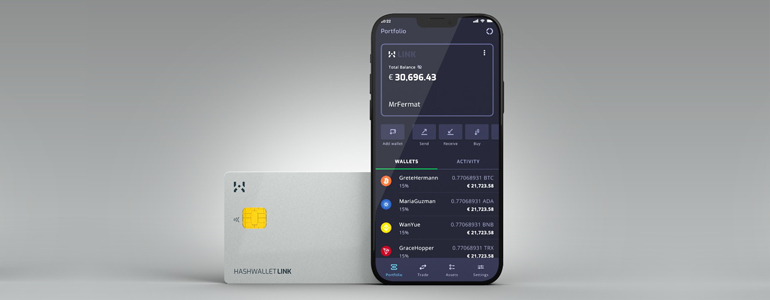 Portfolio
LINK
Total Balance
€ 30,696.43
MrFermat
Add wallet
Send
Receive
Buy
WALLETS
ACTIVITY
GreteHermann 0.77068931 BTC
15% € 21,723.58
MariaGuzman 0.77068931 ADA
15% € 21,723.58
WanYue 0.77068931 BNB
15% € 21,723.58
GraceHopper 0.77068931 TRX
15% € 21,723.58
Portfolio
Trade
Assets
Settings
HASHWALLETLINK